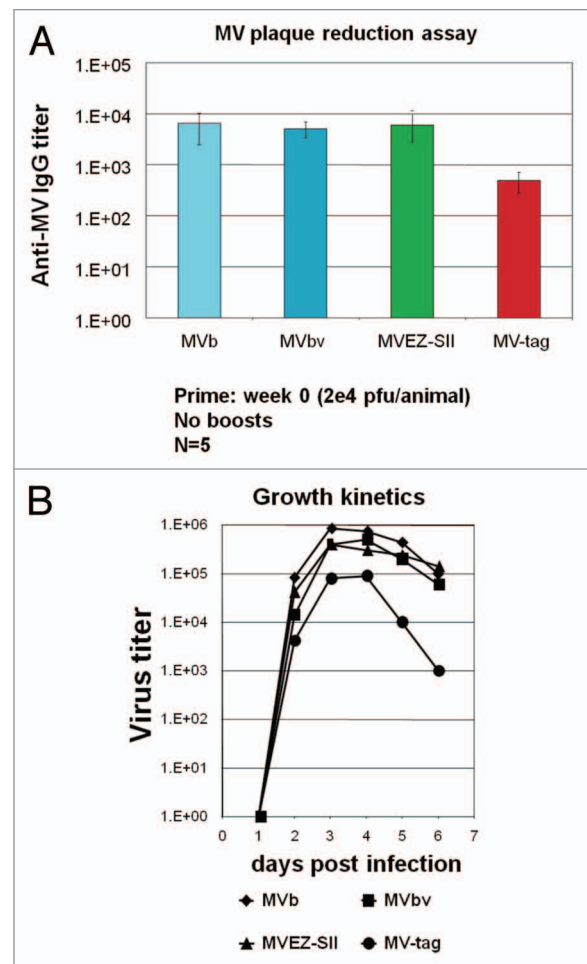 A
MV plaque reduction assay
Anti-MV IgG titer
1.E+05
1.E+04
1.E+03
1.E+02
1.E+01
1.E+00
MVb MVbv MVEZ-SII MV-tag
Prime: week 0 (2e4 pfu/animal)
No boosts
N=5
B
Growth kinetics
Virus titer
1.E+06
1.E+05
1.E+04
1.E+03
1.E+02
1.E+01
1.E+00
0 1 2 3 4 5 6 7
days post infection
MVb MVbv
MVEZ-SII MV-tag